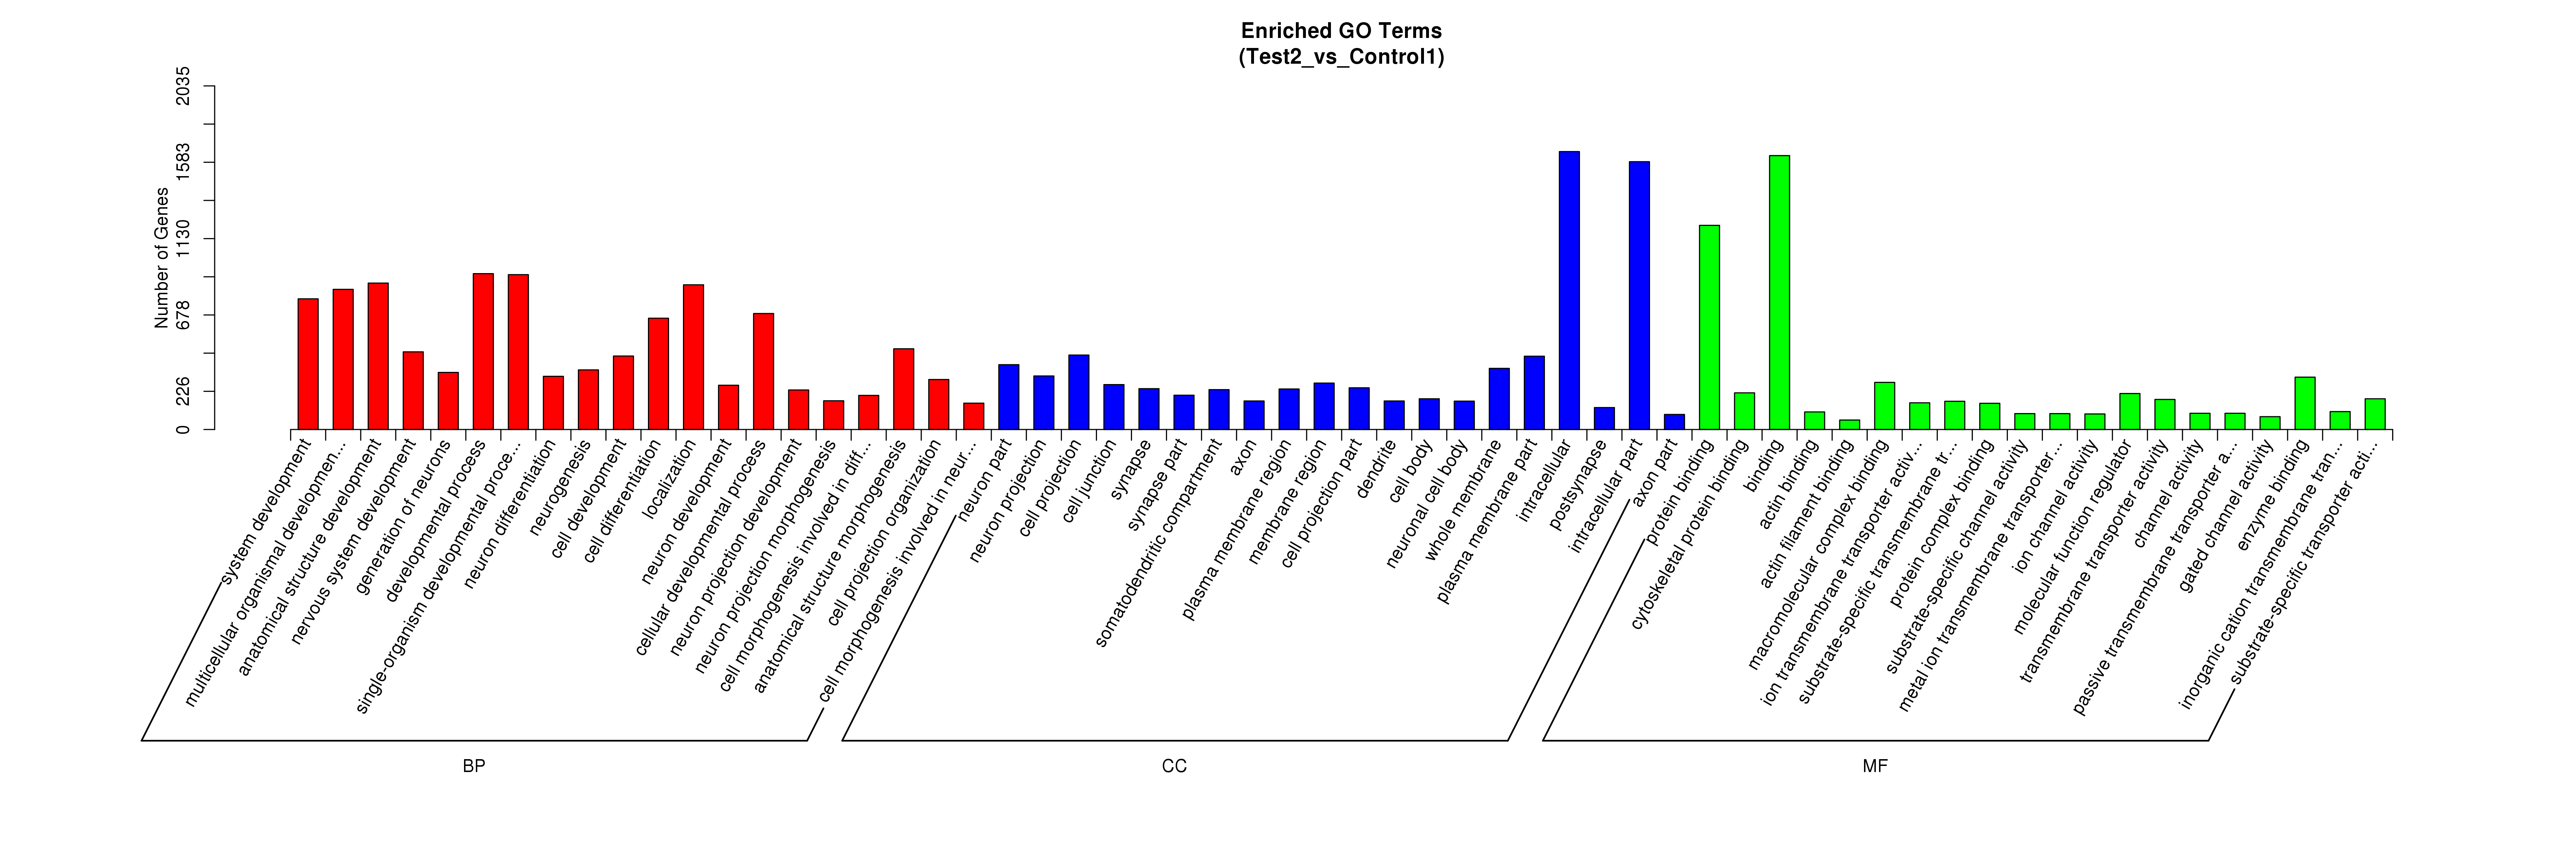 Enriched GO Terms
(Test2_vs_Control1)
Number of Genes
2035
1583
1130
678
226
0
system development
multicellular organismal developmen...
anatomical structure development
nervous system development
generation of neurons
developmental process
single-organism developmental proce...
neuron differentiation
neurogenesis
cell development
cell differentiation
localization
neuron development
cellular developmental process
neuron projection development
neuron projection morphogenesis
cell morphogenesis involved in diff...
anatomical structure morphogenesis
cell projection organization
cell morphogenesis involved in neur...
neuron part
neuron projection
cell projection
cell junction
synapse
synapse part
somatodendritic compartment
axon
plasma membrane region
membrane region
cell projection part
dendrite
cell body
neuronal cell body
whole membrane
plasma membrane part
intracellular
postsynapse
intracellular part
axon part
protein binding
cytoskeletal protein binding
binding
actin binding
actin filament binding
macromolecular complex binding
ion transmembrane transporter activ...
substrate-specific transmembrane tr...
protein complex binding
substrate-specific channel activity
metal ion transmembrane transporter...
ion channel activity
molecular function regulator
transmembrane transporter activity
channel activity
passive transmembrane transporter a...
gated channel activity
enzyme binding
inorganic cation transmembrane tran...
substrate-specific transporter acti...
BP
CC
MF